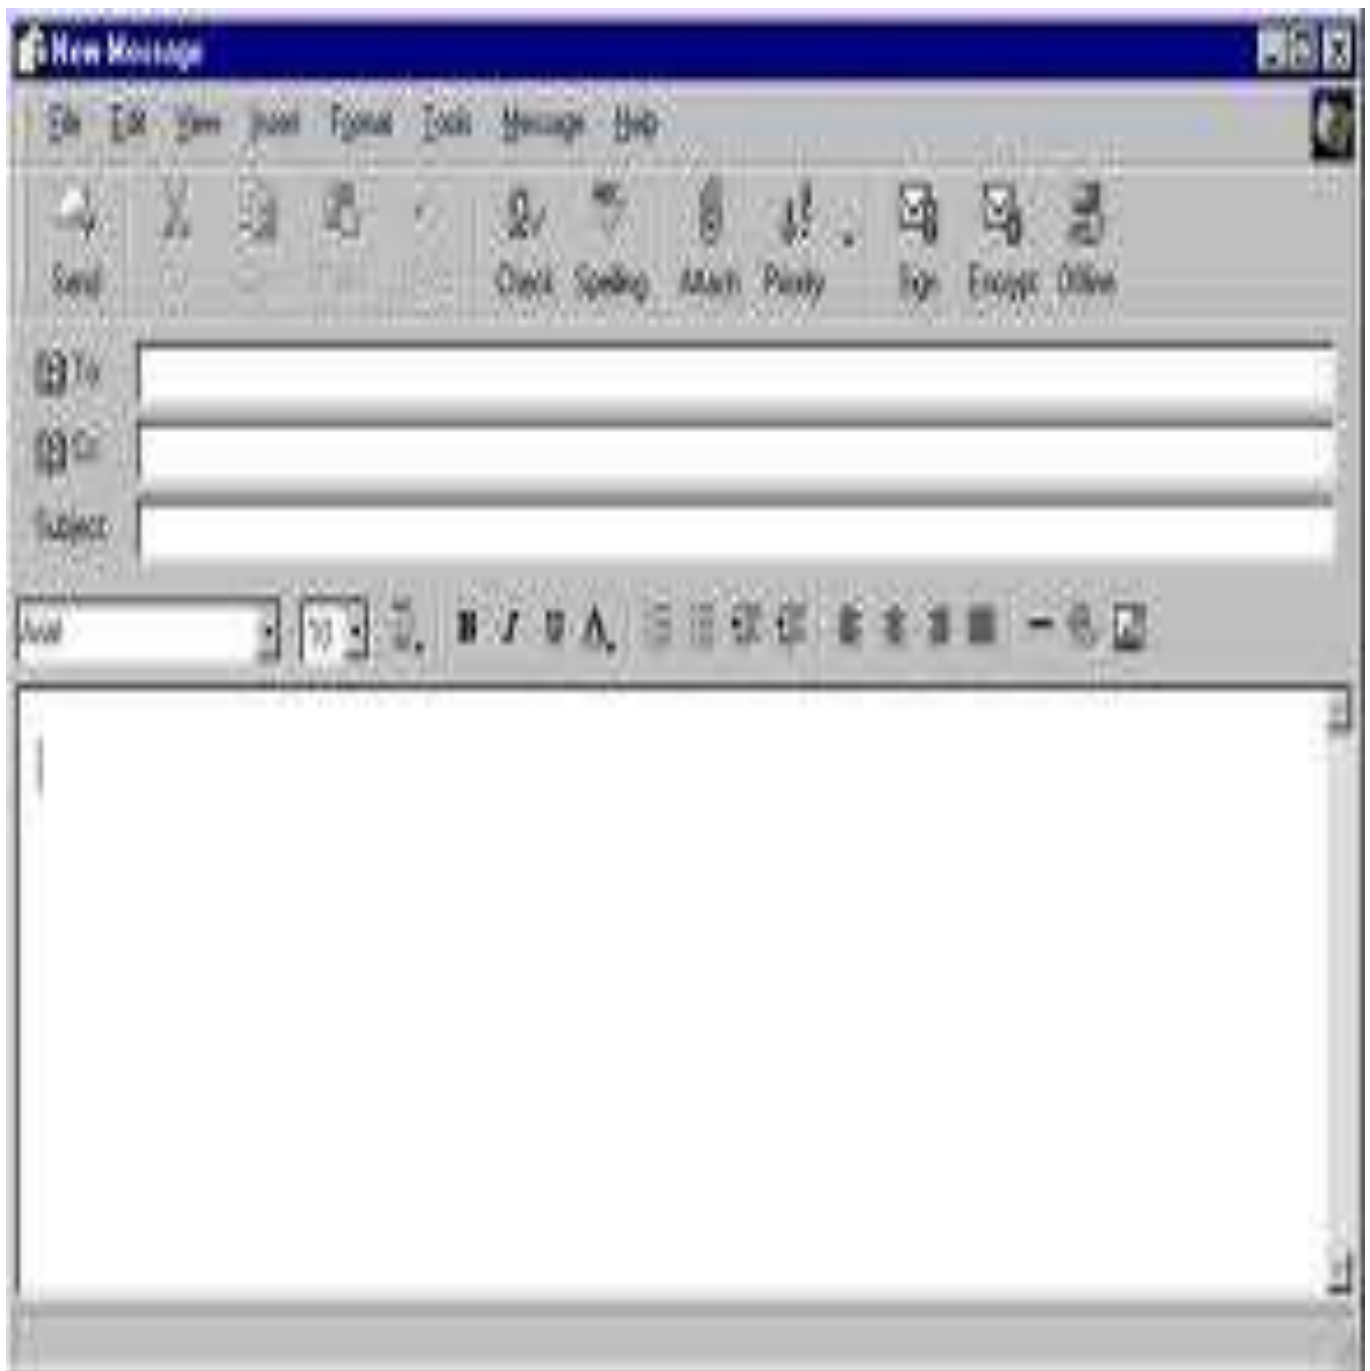 New Message
File Edit View Insert Format Tools Message Help
Send Check Spelling Attach Priority Sign Encrypt Offline
To:
Cc:
Subject:
Arial 10 B I U A